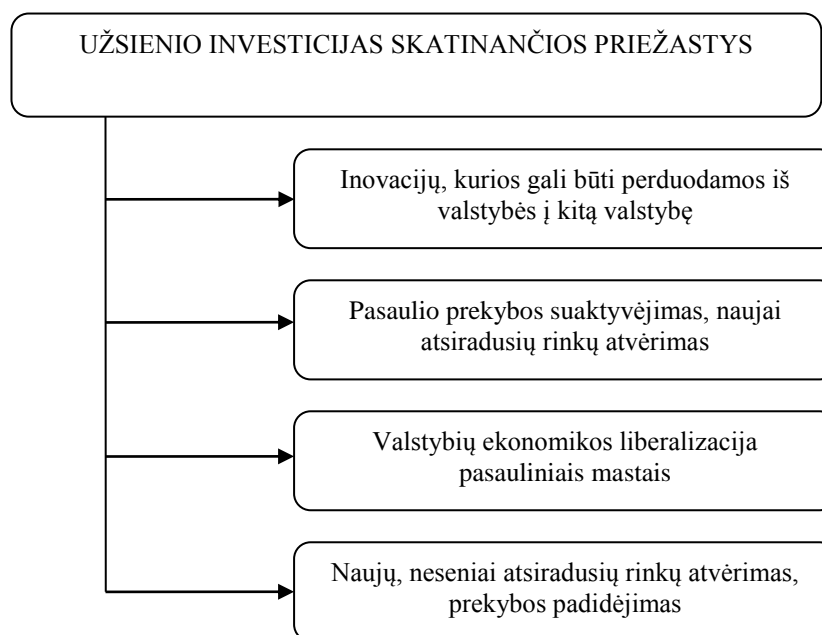 UŽSIENIO INVESTICIJAS SKATINANČIOS PRIEŽASTYS
Inovacijų, kurios gali būti perduodamos iš
valstybės į kitą valstybę
Pasaulio prekybos suaktyvėjimas, naujai
atsiradusių rinkų atvėrimas
Valstybių ekonomikos liberalizacija
pasauliniais mastais
Naujų, neseniai atsiradusių rinkų atvėrimas,
prekybos padidėjimas